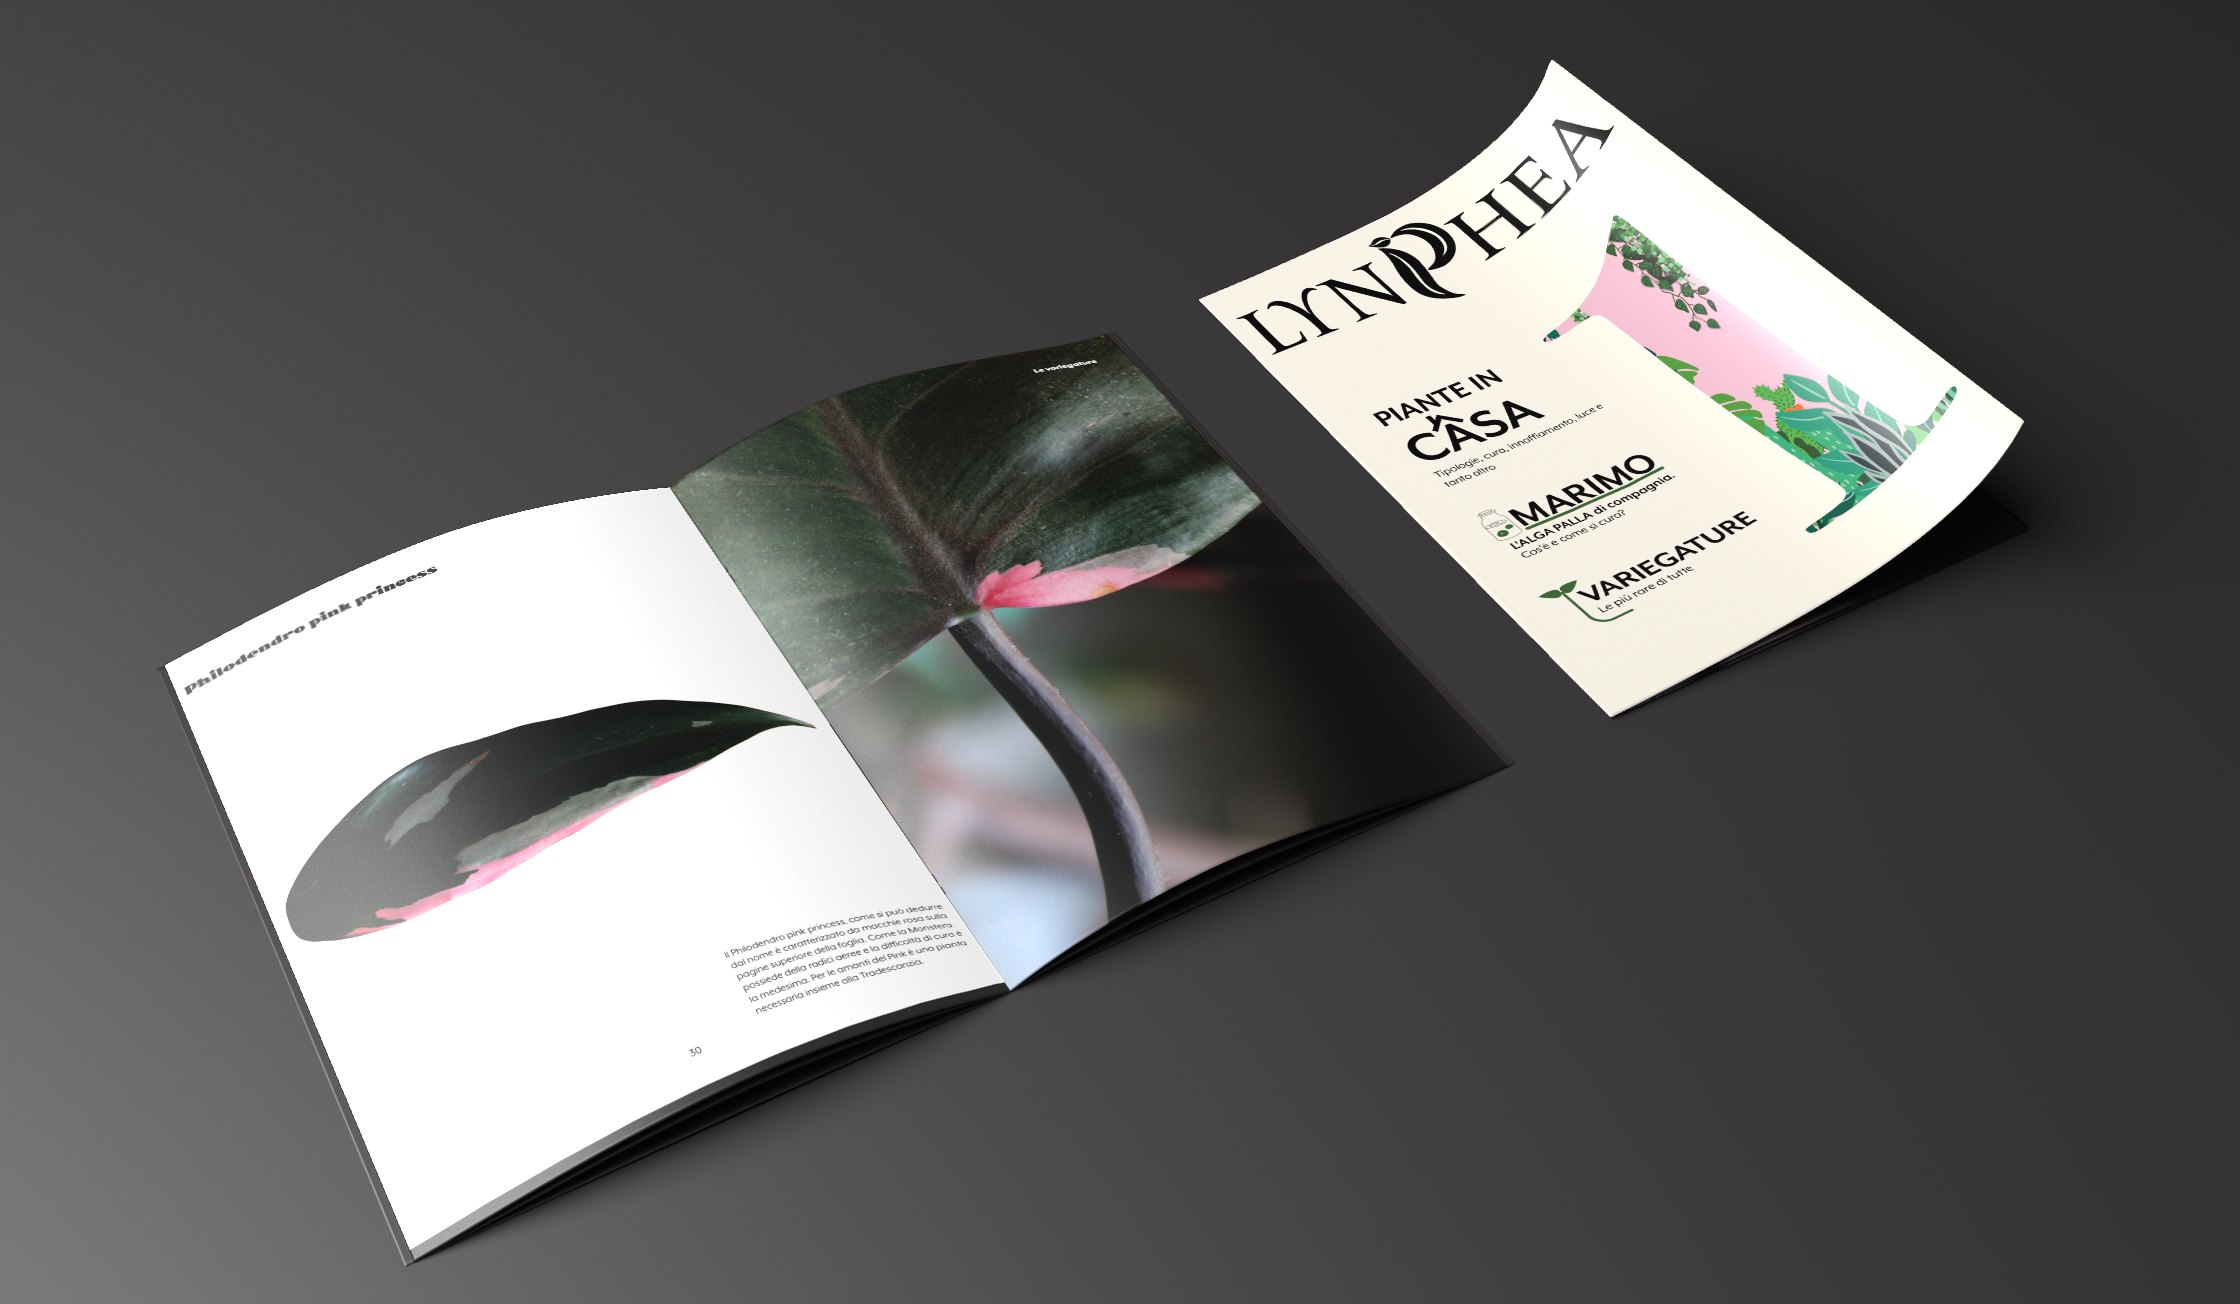 Philodendro pink princess
Il Philodendro pink princess, come si può dedurre
dal nome è caratterizzato da macchie rosa sulla
pagine superiore della foglia. Come la Monstera
possiede della radici aeree e la difficoltà di cura è
la medesima. Per le amanti del Pink è una pianta
necessaria insieme alla Tradescanzia.
30
Le variegature
LYNPHEA
PIANTE IN
CASA
Tipologie, cura, innaffiamento, luce e
tanto altro
MARIMO
L'ALGA PALLA di compagnia.
Cos'è e come si cura?
VARIEGATURE
Le più rare di tutte